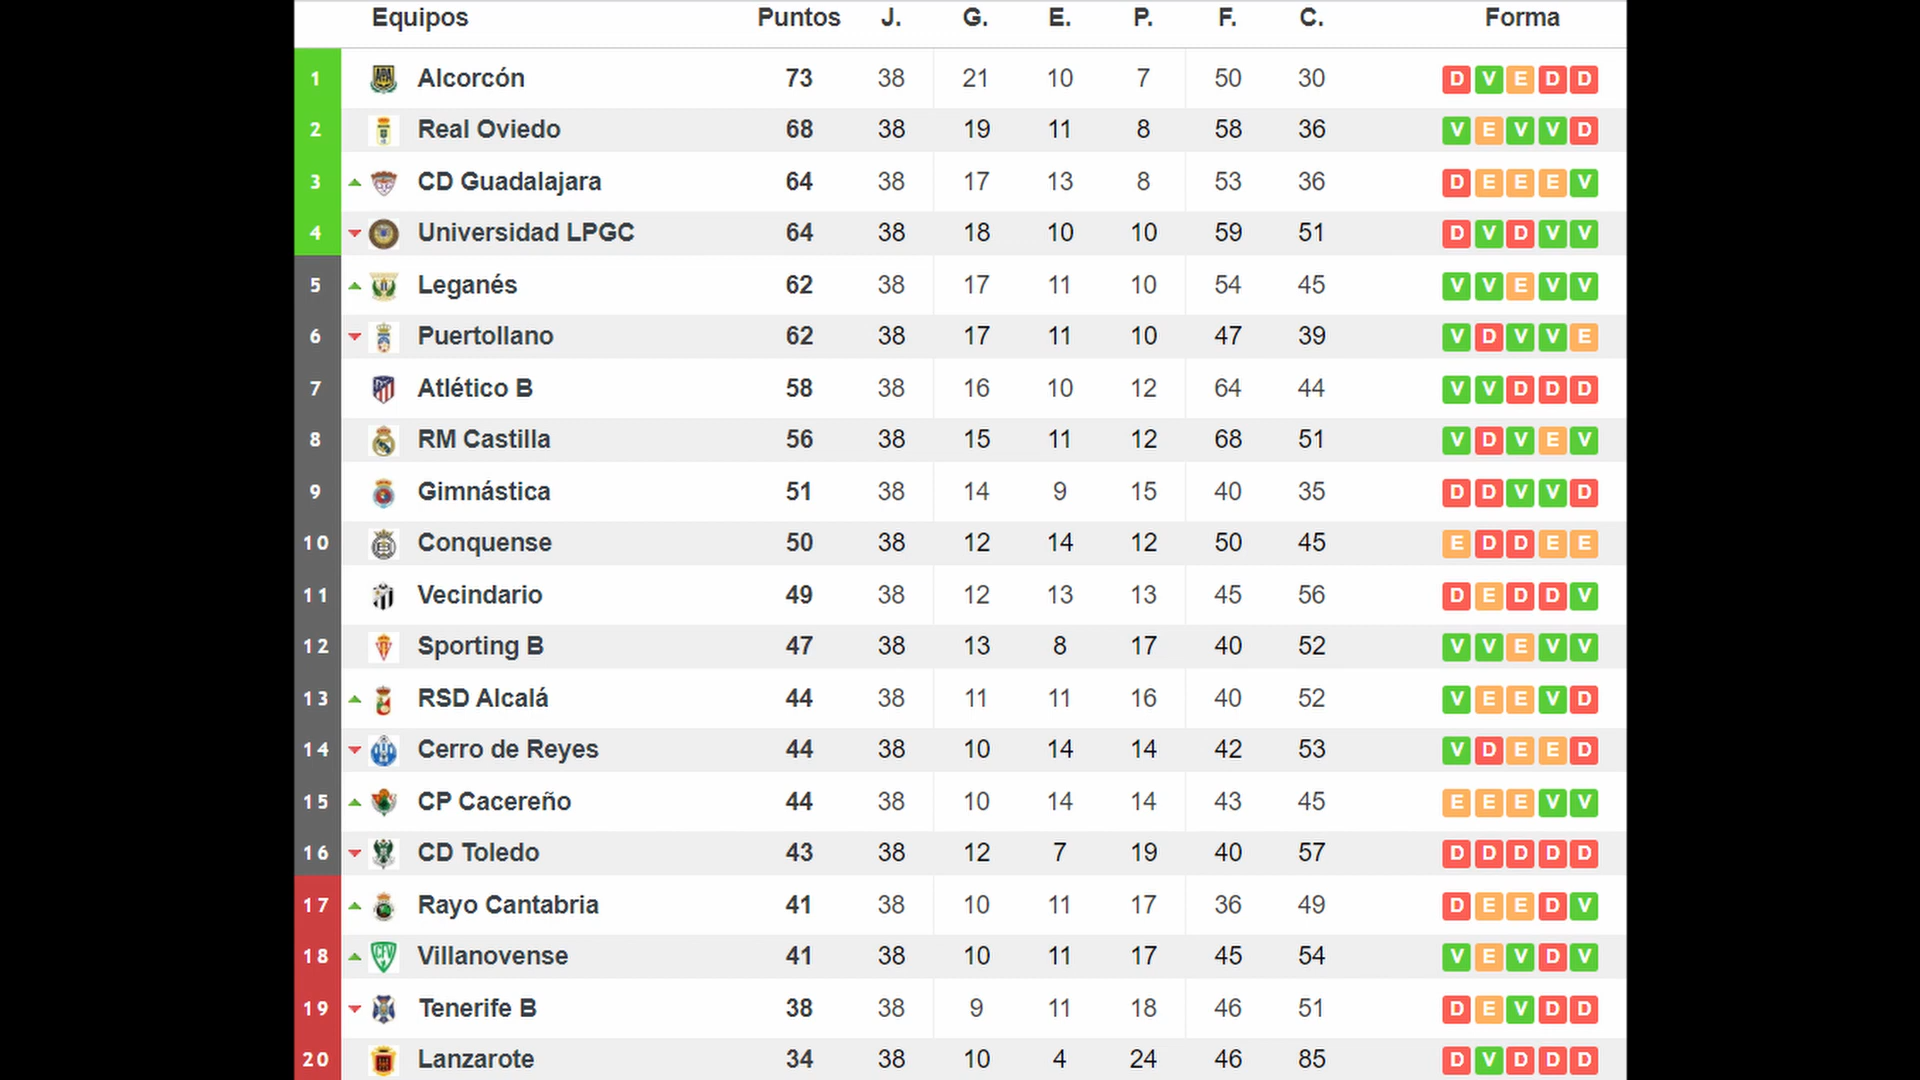 Equipos Puntos J. G. E. P. F. C. Forma
1 Alcorcón 73 38 21 10 7 50 30 D V E D D
2 Real Oviedo 68 38 19 11 8 58 36 V E V V D
3 CD Guadalajara 64 38 17 13 8 53 36 D E E E V
4 Universidad LPGC 64 38 18 10 10 59 51 D V D V V
5 Leganés 62 38 17 11 10 54 45 V V E V V
6 Puertollano 62 38 17 11 10 47 39 V D V V E
7 Atlético B 58 38 16 10 12 64 44 V V D D D
8 RM Castilla 56 38 15 11 12 68 51 V D V E V
9 Gimnástica 51 38 14 9 15 40 35 D D V V D
10 Conquense 50 38 12 14 12 50 45 E D D E E
11 Vecindario 49 38 12 13 13 45 56 D E D D V
12 Sporting B 47 38 13 8 17 40 52 V V E V V
13 RSD Alcalá 44 38 11 11 16 40 52 V E E V D
14 Cerro de Reyes 44 38 10 14 14 42 53 V D E E D
15 CP Cacereño 44 38 10 14 14 43 45 E E E V V
16 CD Toledo 43 38 12 7 19 40 57 D D D D D
17 Rayo Cantabria 41 38 10 11 17 36 49 D E E D V
18 Villanovense 41 38 10 11 17 45 54 V E V D V
19 Tenerife B 38 38 9 11 18 46 51 D E V D D
20 Lanzarote 34 38 10 4 24 46 85 D V D D D